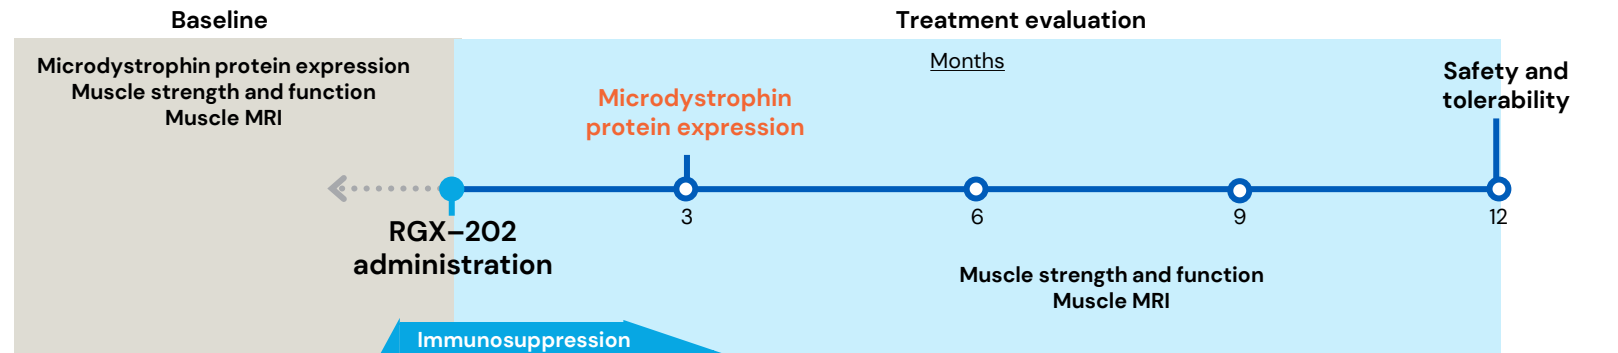 Baseline
Treatment evaluation
Microdystrophin protein expression
Muscle strength and function
Muscle MRI
Months
Microdystrophin
protein expression
Safety and
tolerability
RGX–202
administration
3
6
9
12
Muscle strength and function
Muscle MRI
Immunosuppression